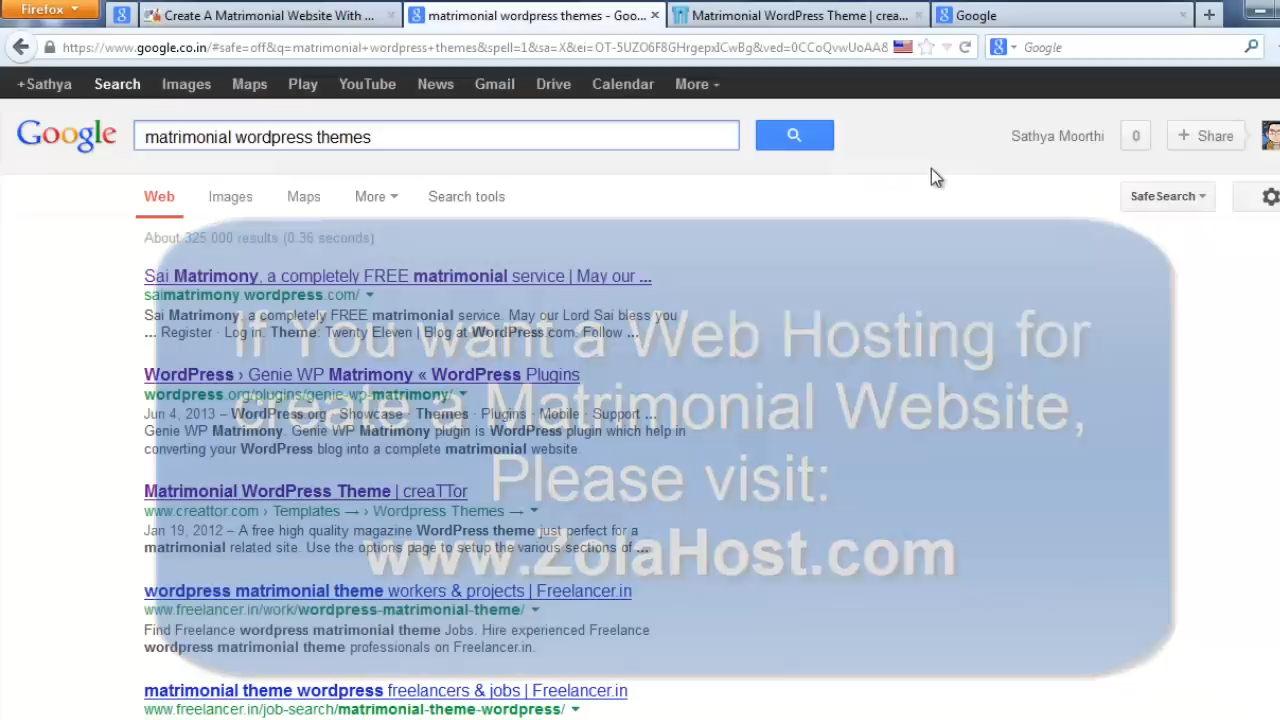 Firefox
Create A Matrimonial Website With ...
matrimonial wordpress themes - Goo...
Matrimonial WordPress Theme | crea...
Google
https://www.google.co.in/#safe=off&q=matrimonial+wordpress+themes&spell=1&sa=X&ei=OT-5UZO6F8GHrgepxICwBg&ved=0CCoQvwUoAA8
Google
+Sathya Search Images Maps Play YouTube News Gmail Drive Calendar More
Google
matrimonial wordpress themes
Sathya Moorthi 0 + Share
Web Images Maps More Search tools SafeSearch
About 325,000 results (0.36 seconds)
Sai Matrimony, a completely FREE matrimonial service | May our ...
saimatrimony.wordpress.com/
Sai Matrimony, a completely FREE matrimonial service. May our Lord Sai bless you
... Register · Log in. Theme: Twenty Eleven | Blog at WordPress.com. Follow ...
WordPress › Genie WP Matrimony « WordPress Plugins
wordpress.org/plugins/genie-wp-matrimony/
Jun 4, 2013 – WordPress.org · Showcase · Themes · Plugins · Mobile · Support ...
Genie WP Matrimony. Genie WP Matrimony plugin is WordPress plugin which help in
converting your WordPress blog into a complete matrimonial website
Matrimonial WordPress Theme | creaTTor
www.creattor.com › Templates → › Wordpress Themes →
Jan 19, 2012 – A free high quality magazine WordPress theme just perfect for a
matrimonial related site. Use the options page to setup the various sections of ...
wordpress matrimonial theme workers & projects | Freelancer.in
www.freelancer.in/work/wordpress-matrimonial-theme/
Find Freelance wordpress matrimonial theme Jobs. Hire experienced Freelance
wordpress matrimonial theme professionals on Freelancer.in.
matrimonial theme wordpress freelancers & jobs | Freelancer.in
www.freelancer.in/job-search/matrimonial-theme-wordpress/
If You want a Web Hosting for
create a Matrimonial Website,
Please visit:
www.ZolaHost.com